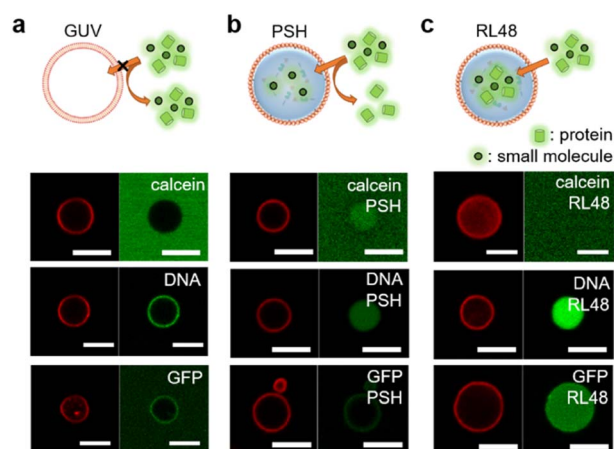 a
GUV
b
PSH
c
RL48
: protein
: small molecule
calcein
calcein
PSH
calcein
RL48
DNA
DNA
PSH
DNA
RL48
GFP
GFP
PSH
GFP
RL48